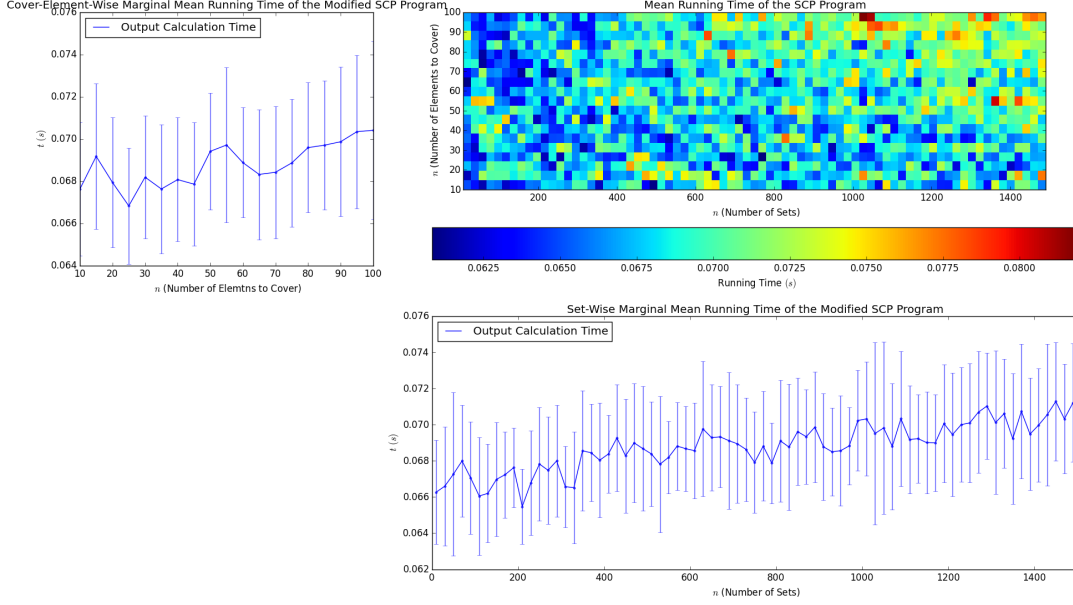 Cover-Element-Wise Marginal Mean Running Time of the Modified SCP Program
0.076
0.074
0.072
0.070
0.068
0.066
0.064
t (s)
Output Calculation Time
10 20 30 40 50 60 70 80 90 100
n (Number of Elemtns to Cover)
Mean Running Time of the SCP Program
100
90
80
70
60
50
40
30
20
10
n (Number of Elements to Cover)
200 400 600 800 1000 1200 1400
n (Number of Sets)
0.0625 0.0650 0.0675 0.0700 0.0725 0.0750 0.0775 0.0800
Running Time (s)
Set-Wise Marginal Mean Running Time of the Modified SCP Program
0.076
0.074
0.072
0.070
0.068
0.066
0.064
0.062
t (s)
Output Calculation Time
0 200 400 600 800 1000 1200 1400
n (Number of Sets)